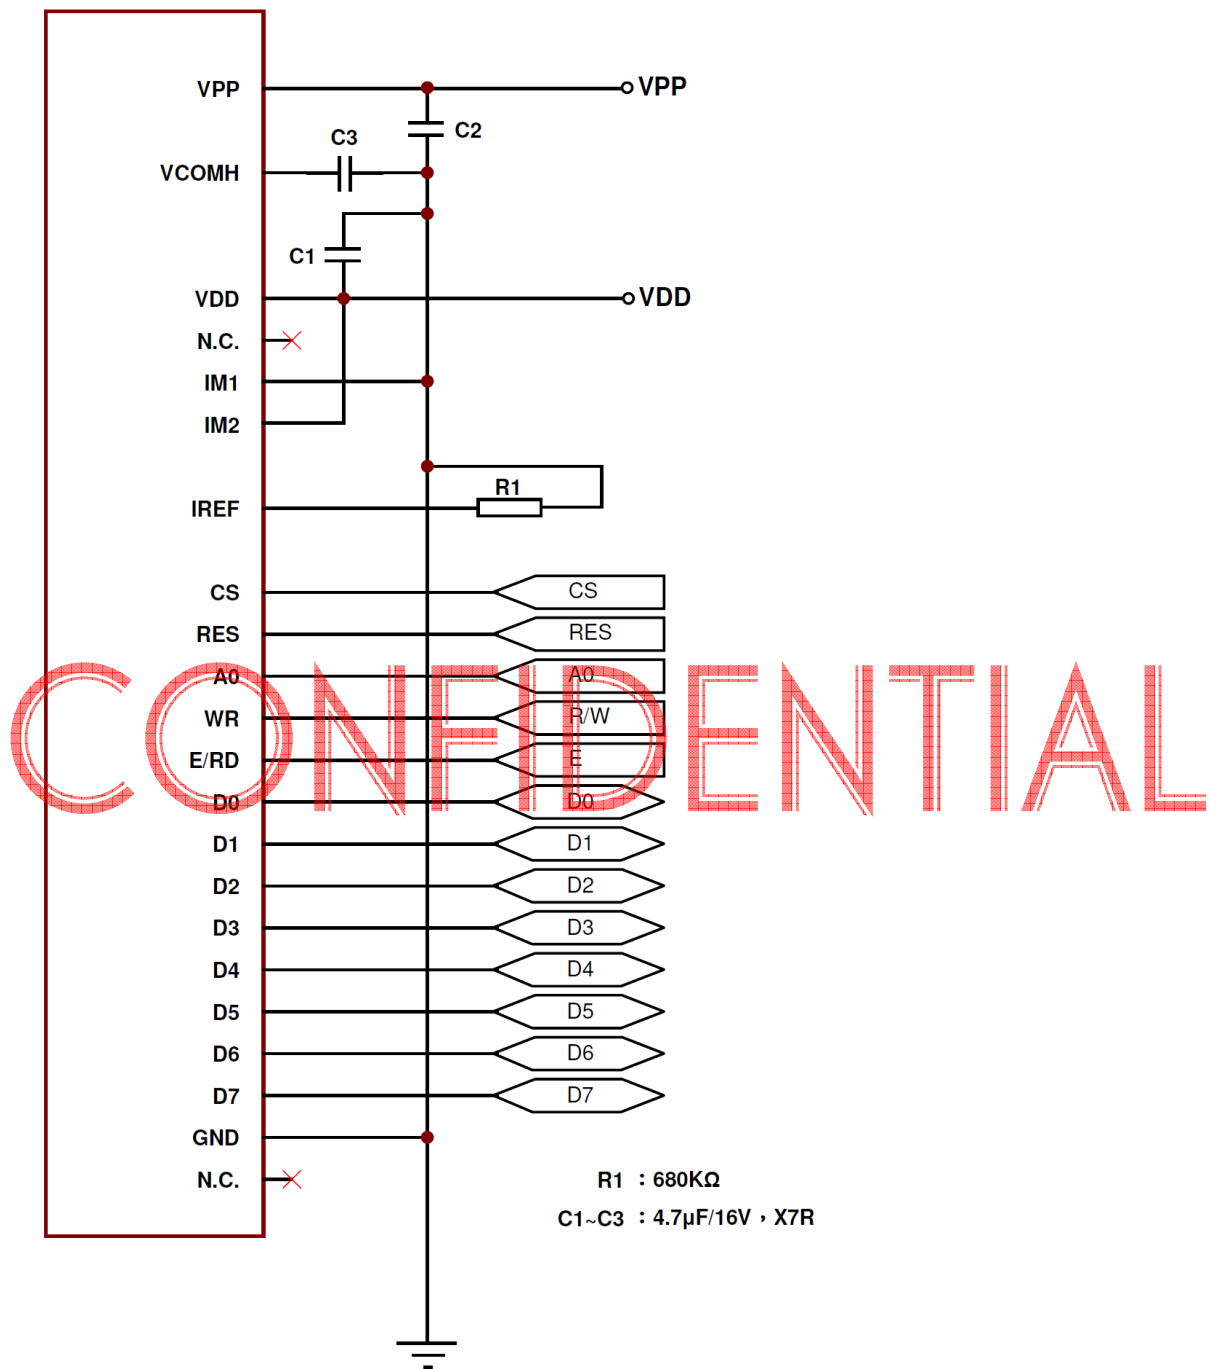 VPP
VPP
C2
C3
VCOMH
C1
VDD
VDD
N.C.
IM1
IM2
R1
IREF
CS
CS
RES
RES
A0
A0
WR
R/W
E/RD
E
CONFIDENTIAL
D0
D0
D1
D1
D2
D2
D3
D3
D4
D4
D5
D5
D6
D6
D7
D7
GND
N.C.
R1 : 680KΩ
C1~C3 : 4.7µF/16V，X7R